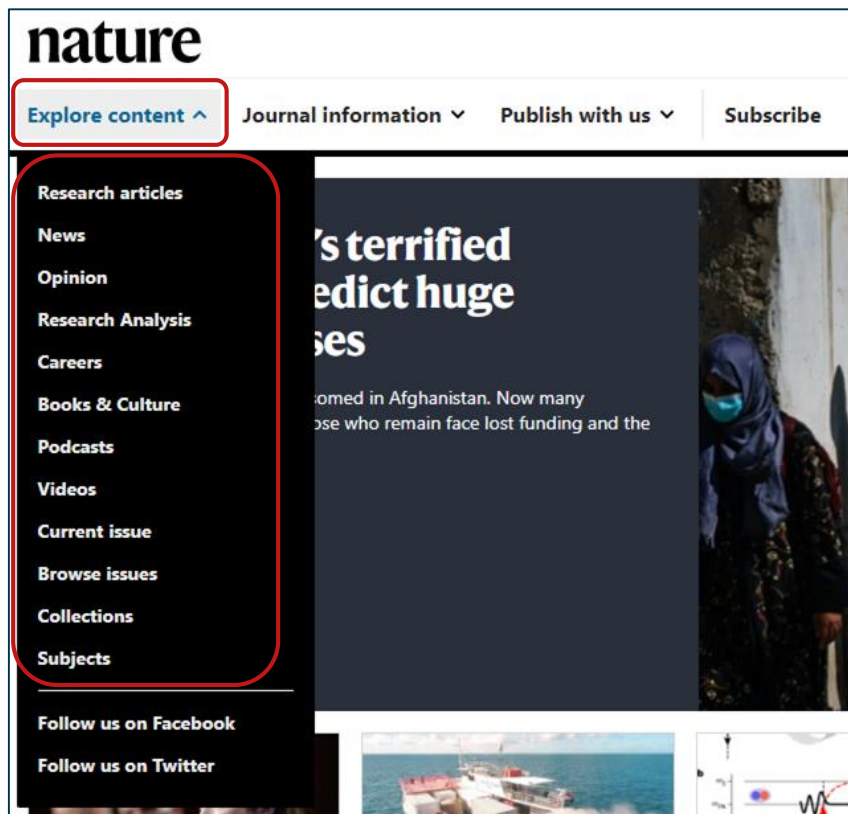 nature
Explore content
Journal information
Publish with us
Subscribe
Research articles
News
Opinion
Research Analysis
Careers
Books & Culture
Podcasts
Videos
Current issue
Browse issues
Collections
Subjects
Follow us on Facebook
Follow us on Twitter
's terrified
edict huge
ses
omed in Afghanistan. Now many
ose who remain face lost funding and the
b